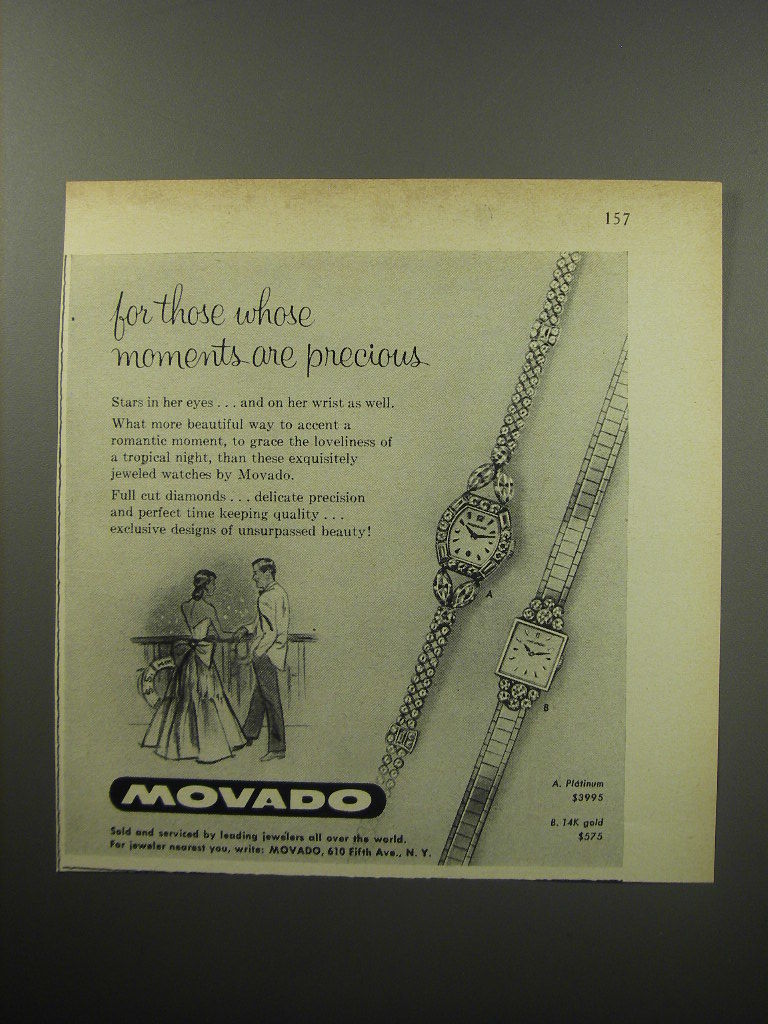 157
for those whose
moments are precious
Stars in her eyes . . . and on her wrist as well.
What more beautiful way to accent a
romantic moment, to grace the loveliness of
a tropical night, than these exquisitely
jeweled watches by Movado.
Full cut diamonds . . . delicate precision
and perfect time keeping quality . . .
exclusive designs of unsurpassed beauty!
A
B
A. Platinum
$3995
B. 14K gold
$575
MOVADO
Sold and serviced by leading jewelers all over the world.
For jeweler nearest you, write: MOVADO, 610 Fifth Ave., N. Y.